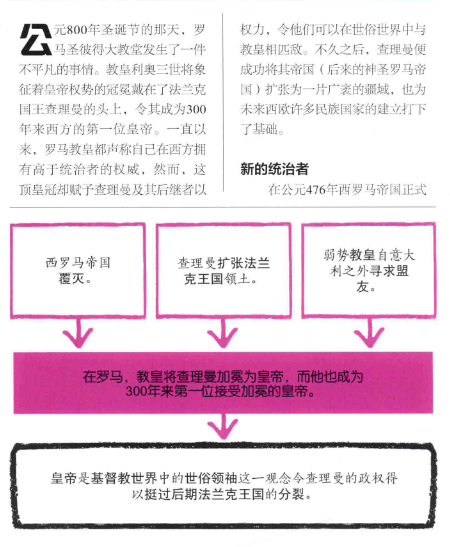 公元800年圣诞节的那天，罗
马圣彼得大教堂发生了一件
不平凡的事情。教皇利奥三世将象
征着皇帝权势的冠冕戴在了法兰克
国王查理曼的头上，令其成为300
年来西方的第一位皇帝。一直以
来，罗马教皇都声称自己在西方拥
有高于统治者的权威，然而，这
顶皇冠却赋予查理曼及其后继者以
权力，令他们可以在世俗世界中与
教皇相匹敌。不久之后，查理曼便
成功将其帝国（后来的神圣罗马帝
国）扩张为一片广袤的疆域，也为
未来西欧许多民族国家的建立打下
了基础。
新的统治者
在公元476年西罗马帝国正式
西罗马帝国
覆灭。
查理曼扩张法兰
克王国领土。
弱势教皇自意大
利之外寻求盟
友。
在罗马，教皇将查理曼加冕为皇帝，而他也成为
300年来第一位接受加冕的皇帝。
皇帝是基督教世界中的世俗领袖这一观念令查理曼的政权得
以挺过后期法兰克王国的分裂。